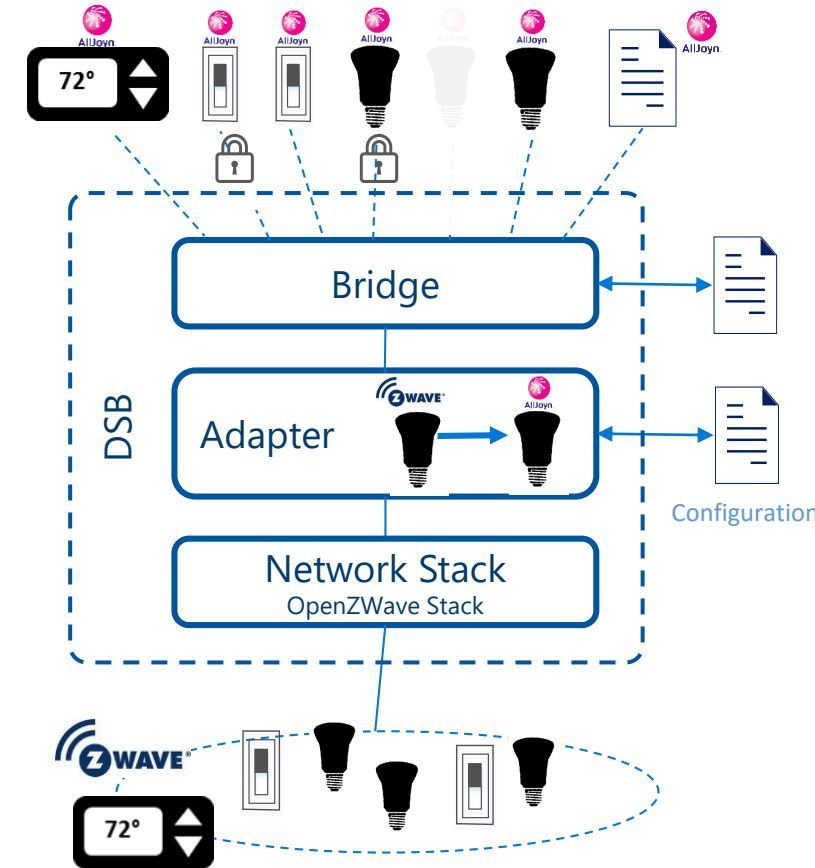 AllJoyn.
AllJoyn.
AllJoyn.
AllJoyn.
AllJoyn.
AllJoyn.
72°
Bridge
DSB
Adapter
ZWAVE®
AllJoyn.
Configuration
Network Stack
OpenZWave Stack
ZWAVE®
72°